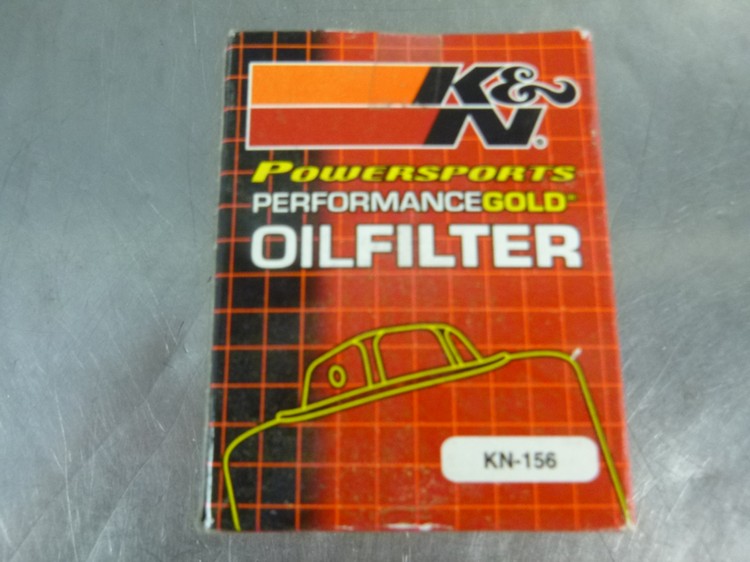 K&
N®
POWERSPORTS
PERFORMANCEGOLD®
OILFILTER
KN-156